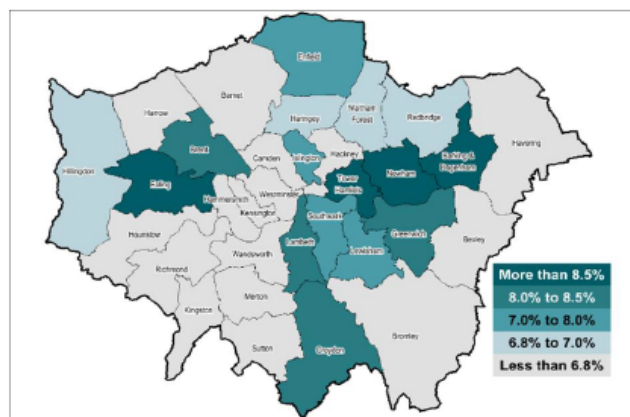 Enfield
Barnet
Harrow
Haringey
Waltham
Forest
Redbridge
Havering
Hillingdon
Brent
Camden
Islington
Hackney
Barking &
Dagenham
Ealing
Tower
Hamlets
Newham
Westminster
Hammersmith
Kensington
Southwark
Greenwich
Hounslow
Lambeth
Lewisham
Bexley
Wandsworth
Richmond
Merton
Kingston
Sutton
Croydon
Bromley
More than 8.5%
8.0% to 8.5%
7.0% to 8.0%
6.8% to 7.0%
Less than 6.8%